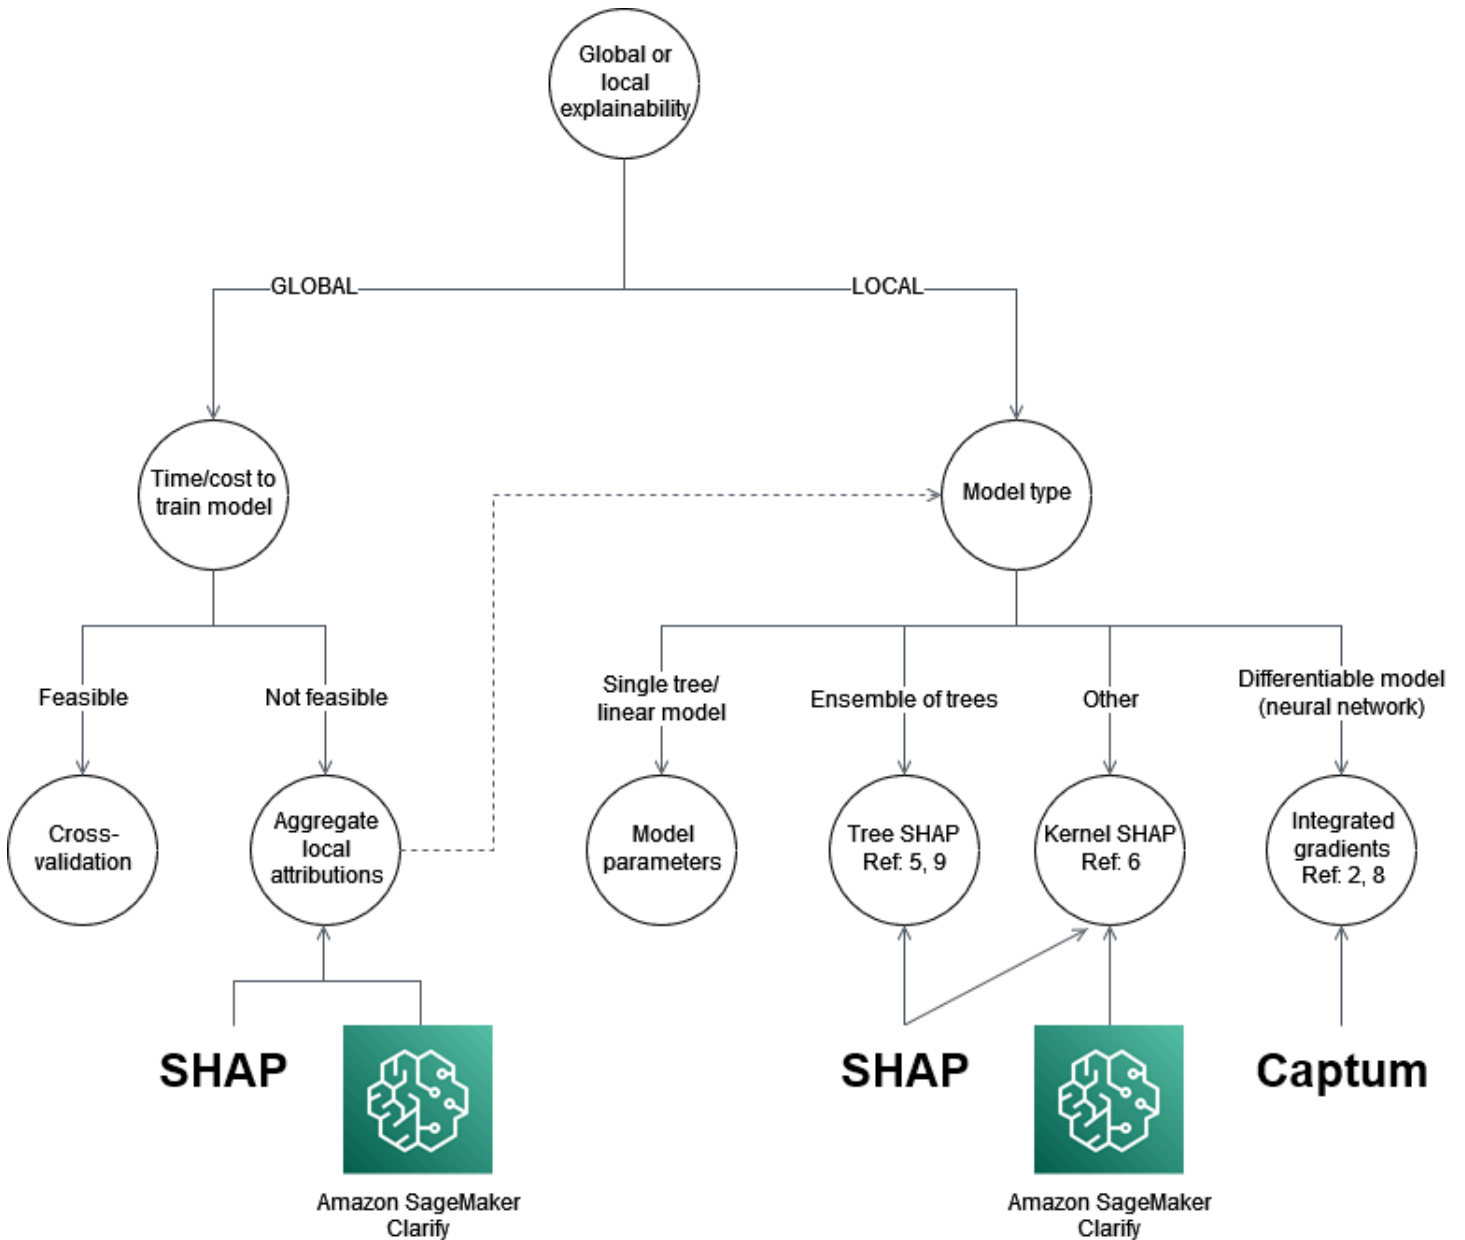 Global or
local
explainability
GLOBAL
LOCAL
Time/cost to
train model
Model type
Feasible
Not feasible
Single tree/
linear model
Ensemble of trees
Other
Differentiable model
(neural network)
Cross-
validation
Aggregate
local
attributions
Model
parameters
Tree SHAP
Ref: 5, 9
Kernel SHAP
Ref: 6
Integrated
gradients
Ref: 2, 8
SHAP
SHAP
Captum
Amazon SageMaker
Clarify
Amazon SageMaker
Clarify